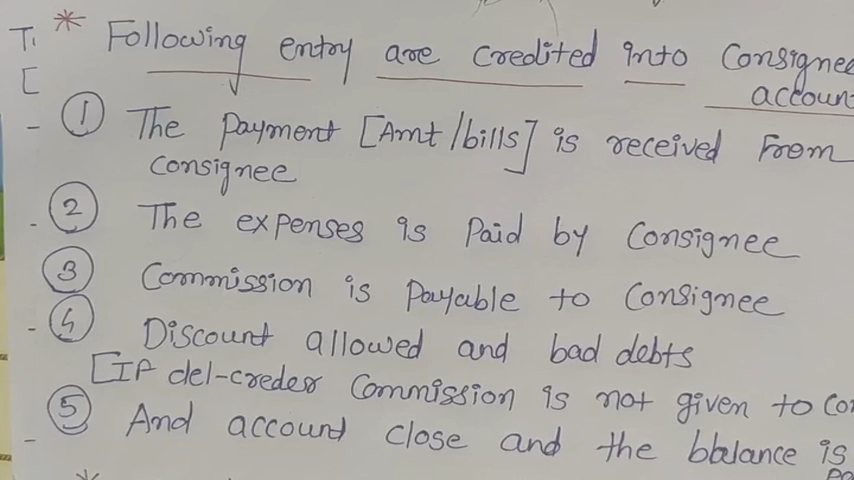 * Following entry are credited into Consignee
account
① The payment [Amt/bills] is received From
consignee
② The expenses is paid by consignee
③ Commission is payable to consignee
④ Discount allowed and bad debts
[IF del-creder Commission is not given to
⑤ And account close and the bbalance is